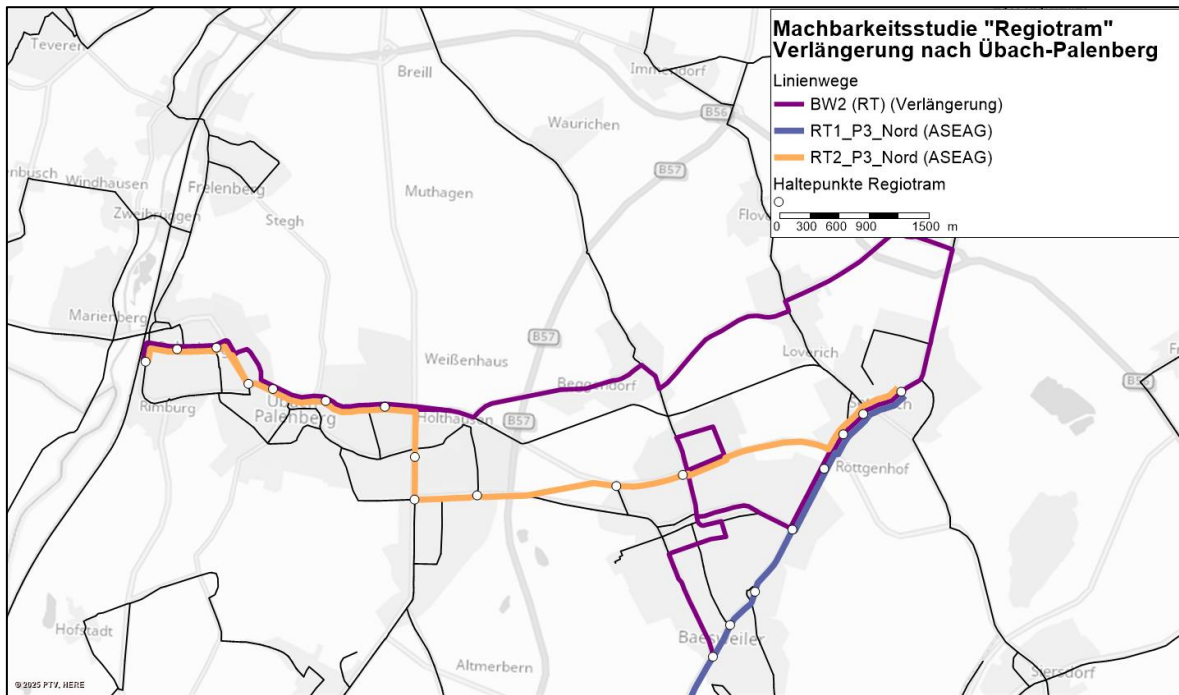 Machbarkeitsstudie "Regiotram"
Verlängerung nach Übach-Palenberg
Linienwege
BW2 (RT) (Verlängerung)
RT1_P3_Nord (ASEAG)
RT2_P3_Nord (ASEAG)
Haltepunkte Regiotram
0 300 600 900 1500 m
Teveren
Breill
Immendorf
B56
Waurichen
B57
Windhausen
Frelenberg
Muthagen
Zweibrüggen
Stegh
Marienberg
B57
Loverich
Weißenhaus
Beggendorf
Rimburg
Palenberg
Holthausen
B57
Röttgenhof
Baesweiler
Hofstadt
Altmerbern
Siersdorf
© 2025 PTV, HERE